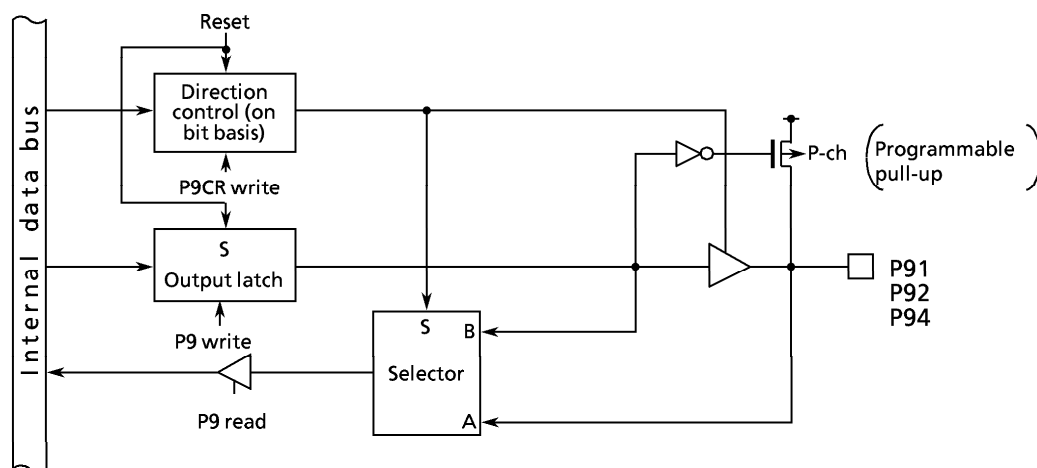 Reset
Internal data bus
Direction
control (on
bit basis)
P9CR write
S
Output latch
P9 write
P9 read
S
B
Selector
A
P-ch
Programmable
pull-up
P91
P92
P94